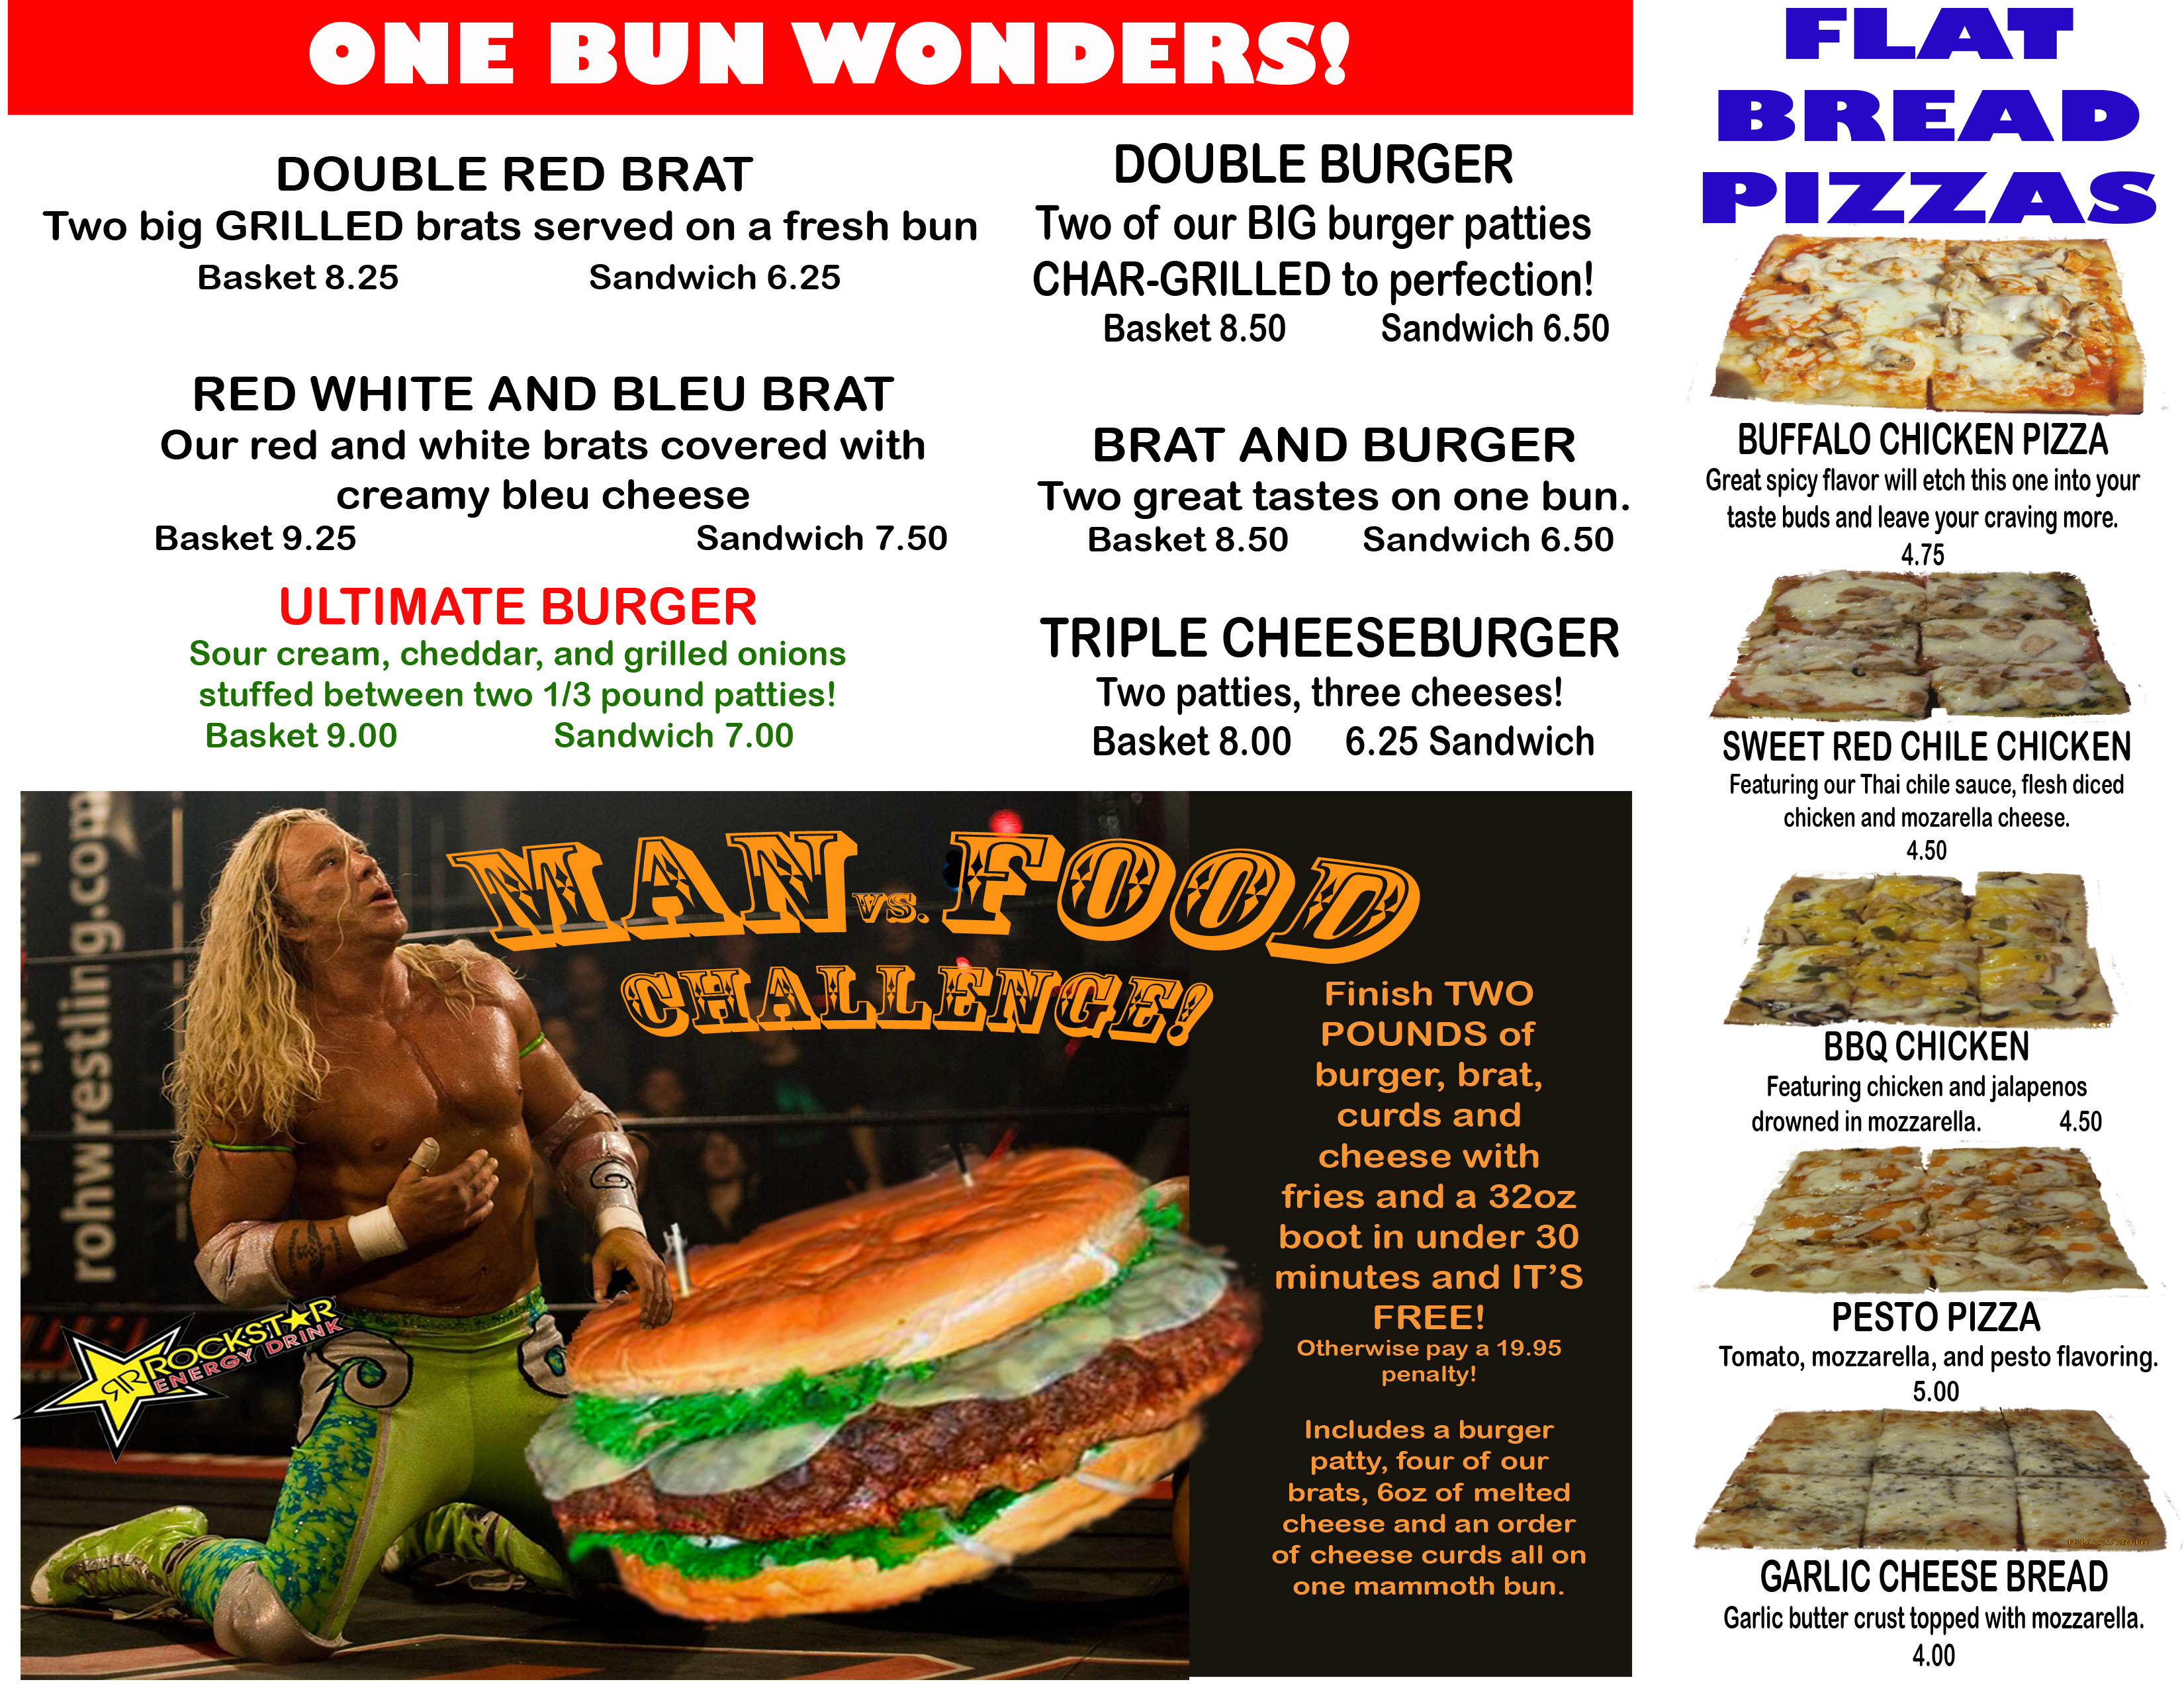 ONE BUN WONDERS!
DOUBLE RED BRAT
Two big GRILLED brats served on a fresh bun
Basket 8.25 Sandwich 6.25
RED WHITE AND BLEU BRAT
Our red and white brats covered with
creamy bleu cheese
Basket 9.25 Sandwich 7.50
ULTIMATE BURGER
Sour cream, cheddar, and grilled onions
stuffed between two 1/3 pound patties!
Basket 9.00 Sandwich 7.00
DOUBLE BURGER
Two of our BIG burger patties
CHAR-GRILLED to perfection!
Basket 8.50 Sandwich 6.50
BRAT AND BURGER
Two great tastes on one bun.
Basket 8.50 Sandwich 6.50
TRIPLE CHEESEBURGER
Two patties, three cheeses!
Basket 8.00 6.25 Sandwich
rohwrestling.com
MAN vs. FOOD
CHALLENGE!
ROCKSTAR
ENERGY DRINK
Finish TWO
POUNDS of
burger, brat,
curds and
cheese with
fries and a 32oz
boot in under 30
minutes and IT'S
FREE!
Otherwise pay a 19.95
penalty!
Includes a burger
patty, four of our
brats, 6oz of melted
cheese and an order
of cheese curds all on
one mammoth bun.
FLAT
BREAD
PIZZAS
BUFFALO CHICKEN PIZZA
Great spicy flavor will etch this one into your
taste buds and leave your craving more.
4.75
SWEET RED CHILE CHICKEN
Featuring our Thai chile sauce, flesh diced
chicken and mozarella cheese.
4.50
BBQ CHICKEN
Featuring chicken and jalapenos
drowned in mozzarella. 4.50
PESTO PIZZA
Tomato, mozzarella, and pesto flavoring.
5.00
GARLIC CHEESE BREAD
Garlic butter crust topped with mozzarella.
4.00